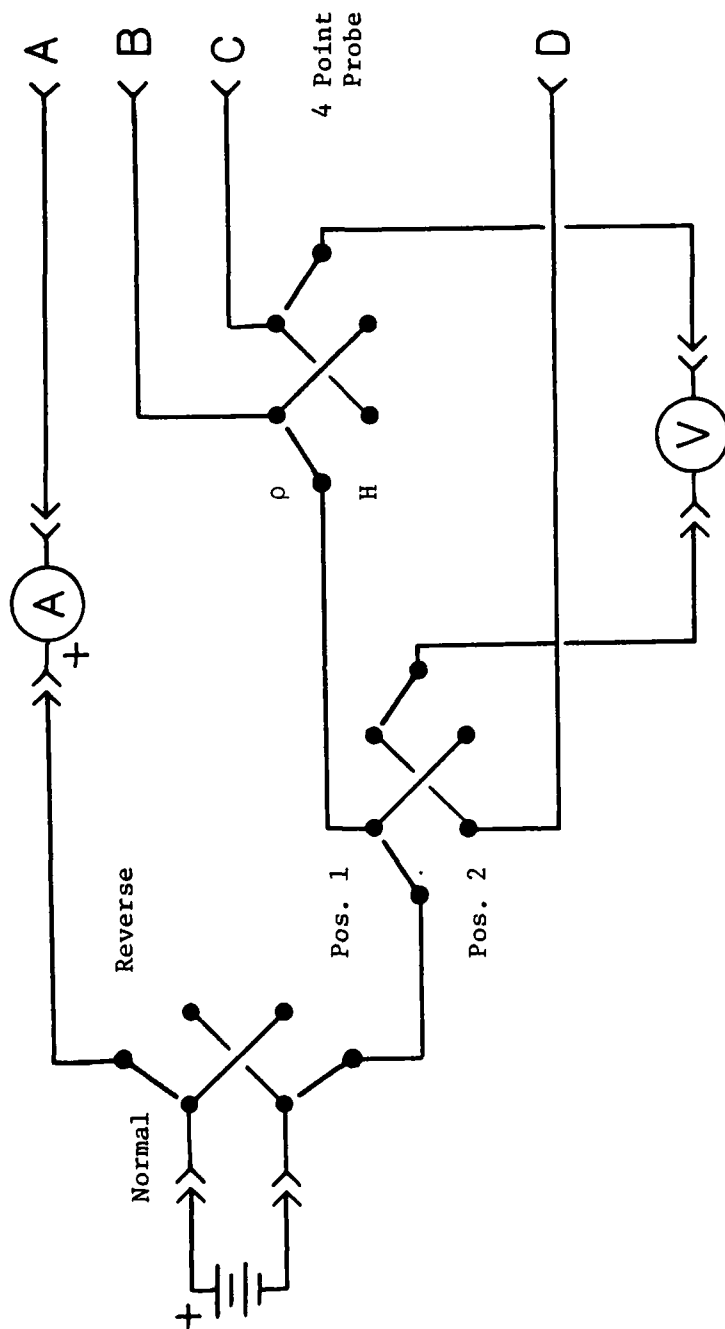 A
B
C
D
4 Point
Probe
A
+
V
ρ
H
Reverse
Normal
Pos. 1
Pos. 2
+